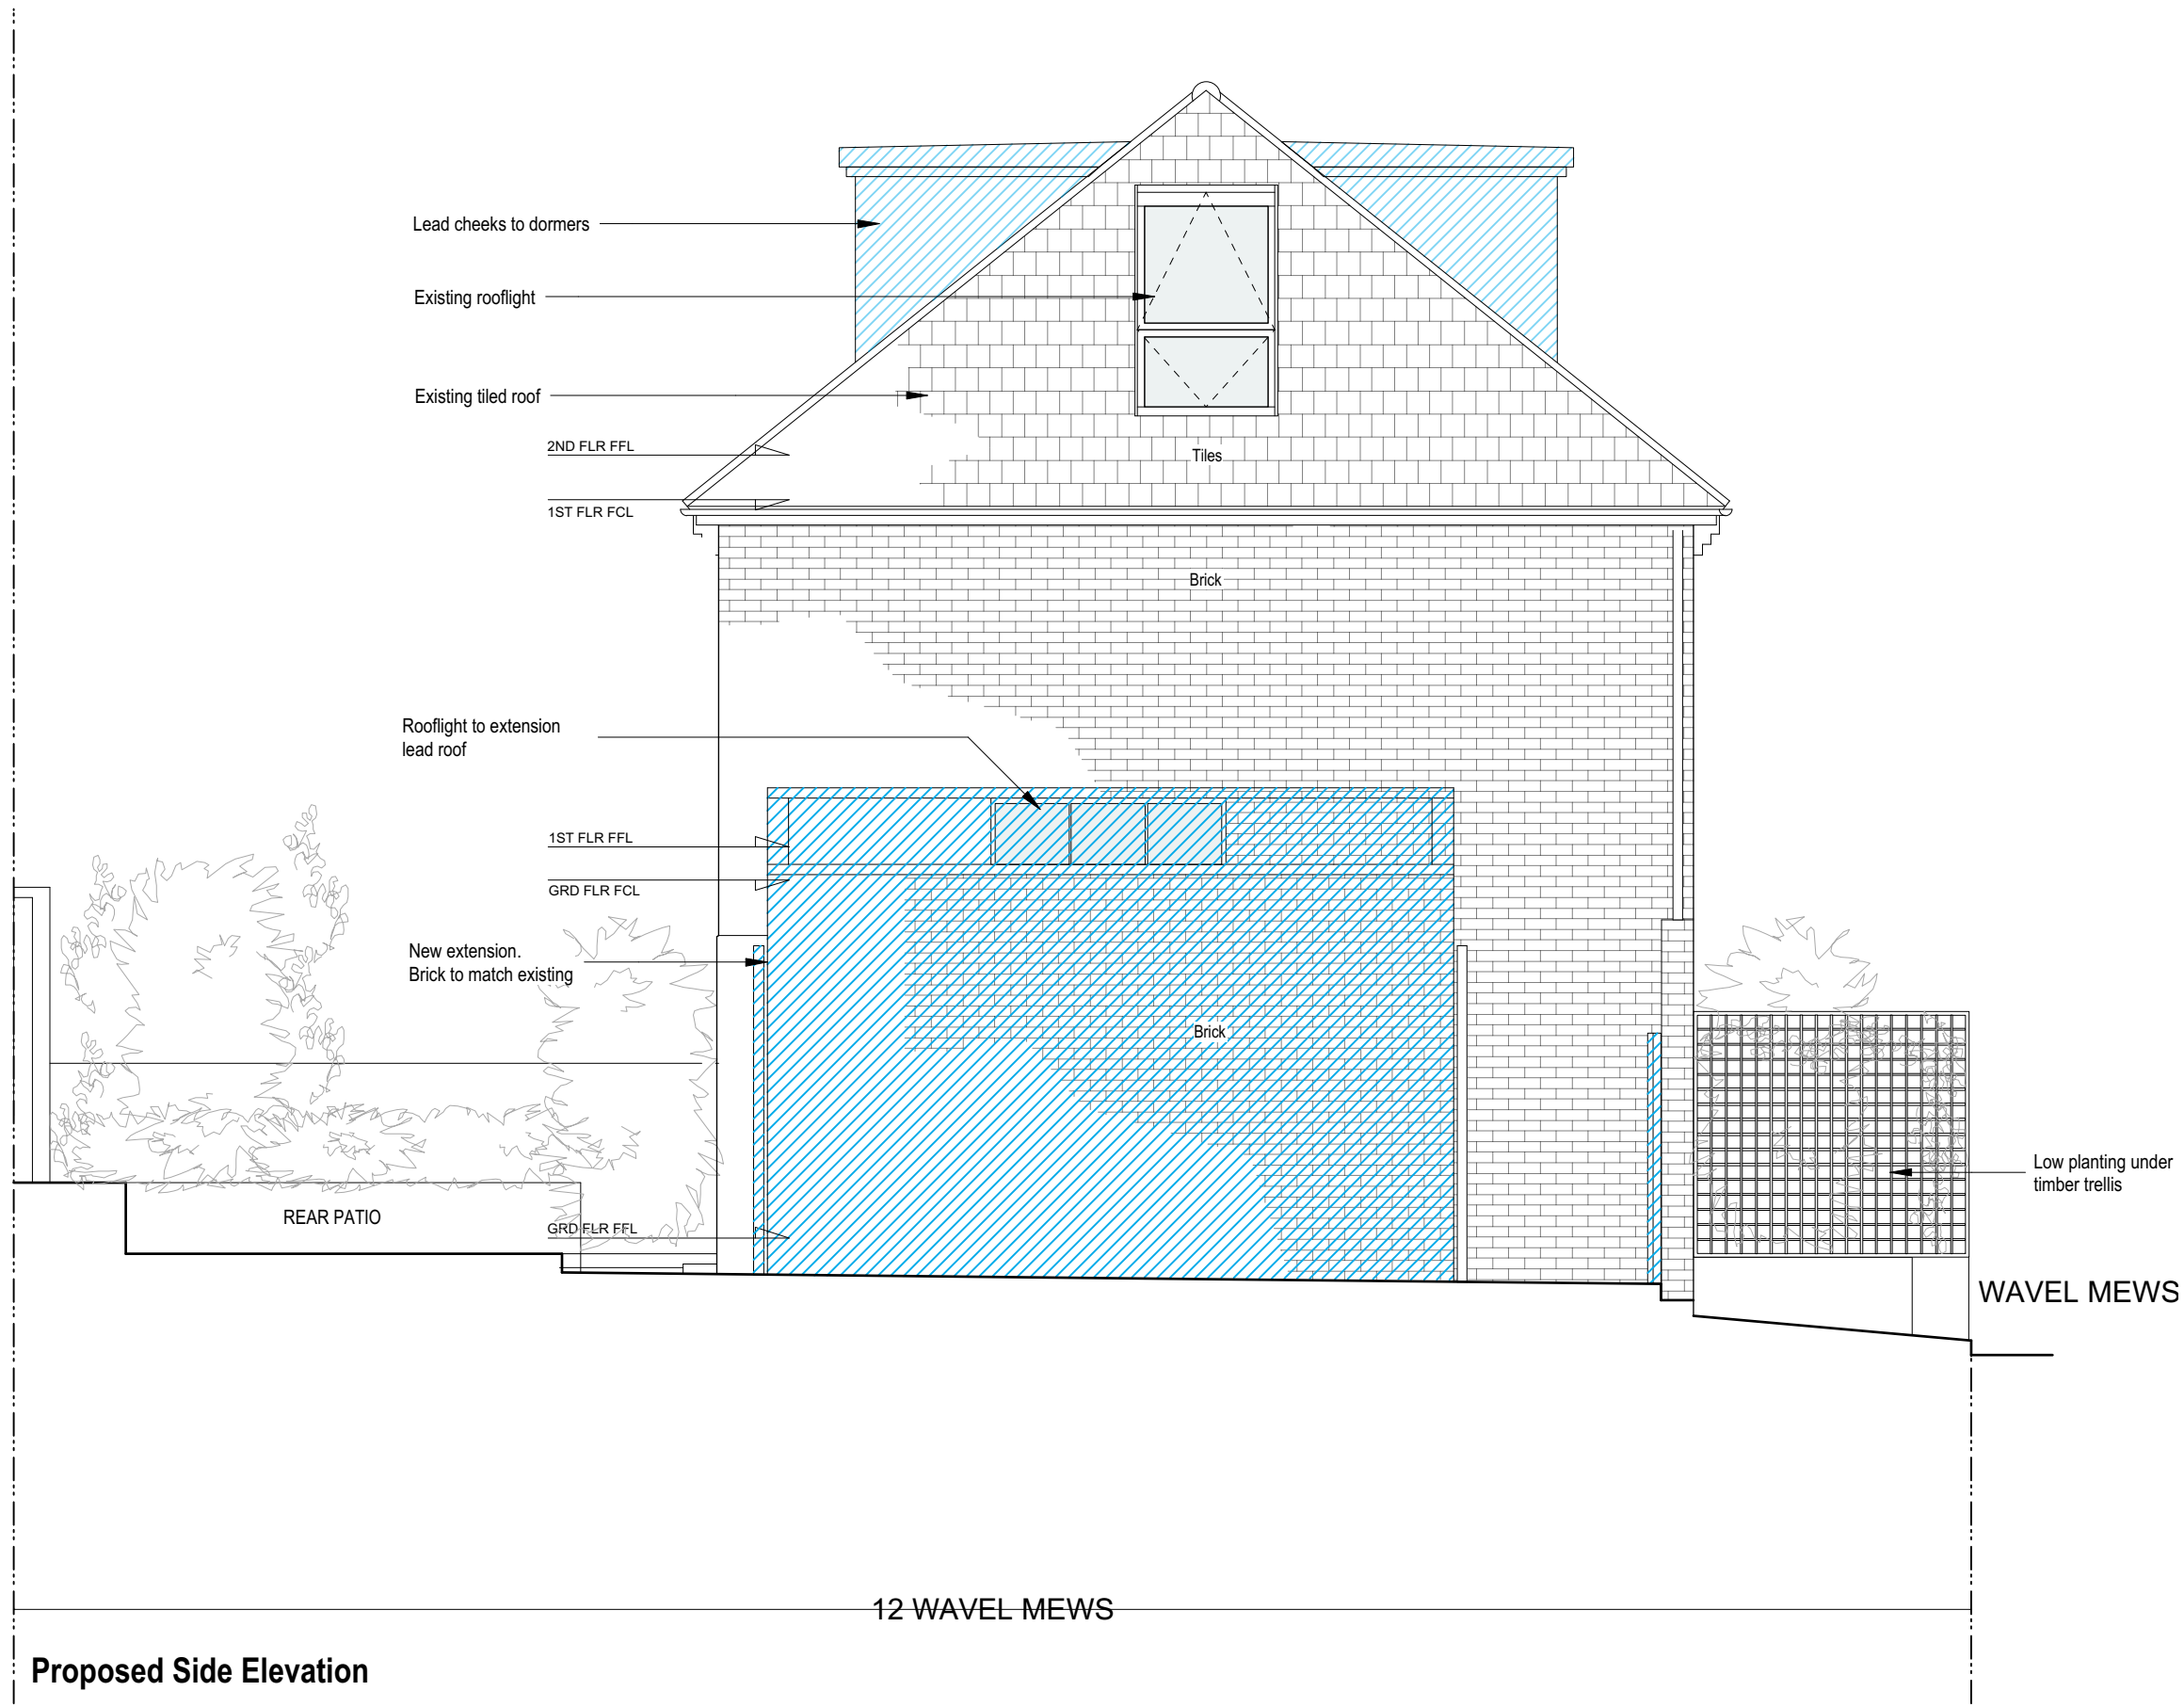 Lead cheeks to dormers
Existing rooflight
Existing tiled roof
2ND FLR FFL
Tiles
1ST FLR FCL
Brick
Rooflight to extension
lead roof
1ST FLR FFL
GRD FLR FCL
New extension.
Brick to match existing
Brick
Low planting under
timber trellis
REAR PATIO
GRD FLR FFL
WAVEL MEWS
12 WAVEL MEWS
Proposed Side Elevation